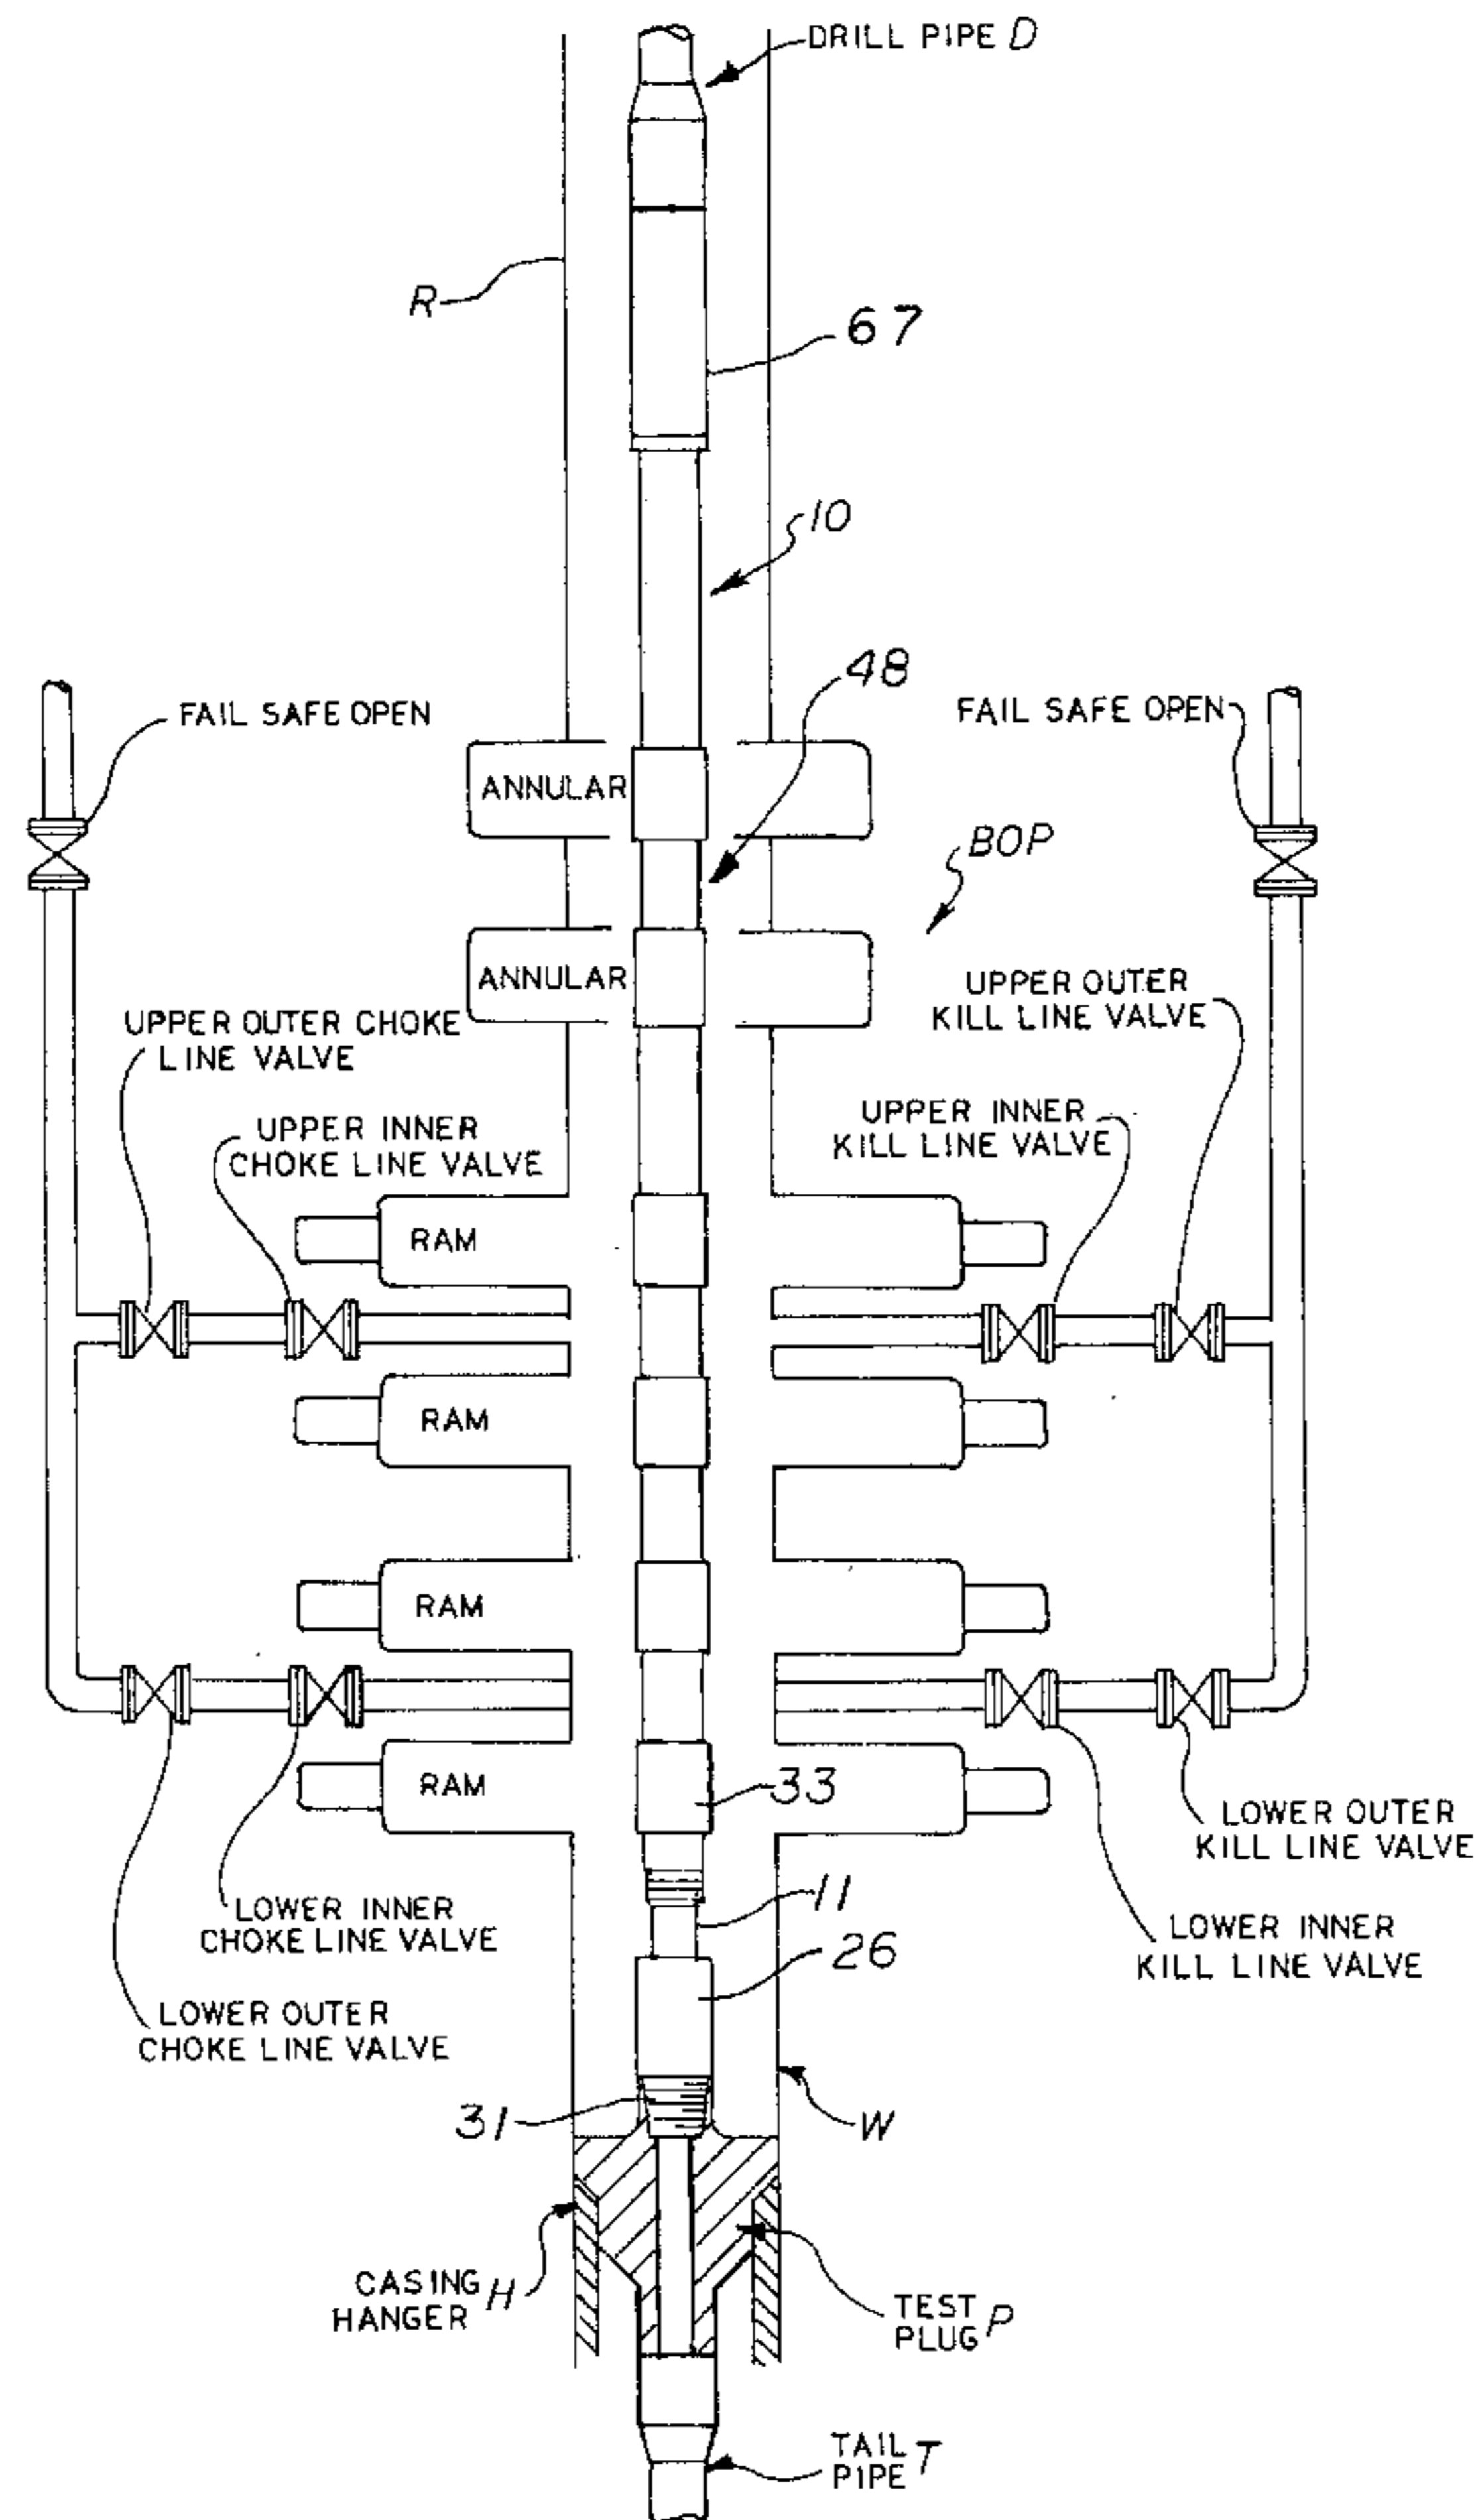 DRILL PIPE D
R
67
10
48
FAIL SAFE OPEN
FAIL SAFE OPEN
ANNULAR
BOP
ANNULAR
UPPER OUTER
KILL LINE VALVE
UPPER OUTER CHOKE
LINE VALVE
UPPER INNER
KILL LINE VALVE
UPPER INNER
CHOKE LINE VALVE
RAM
RAM
RAM
RAM
33
LOWER OUTER
KILL LINE VALVE
11
LOWER INNER
CHOKE LINE VALVE
26
LOWER INNER
KILL LINE VALVE
LOWER OUTER
CHOKE LINE VALVE
31
W
CASING
HANGER H
TEST
PLUG P
TAIL
PIPE T